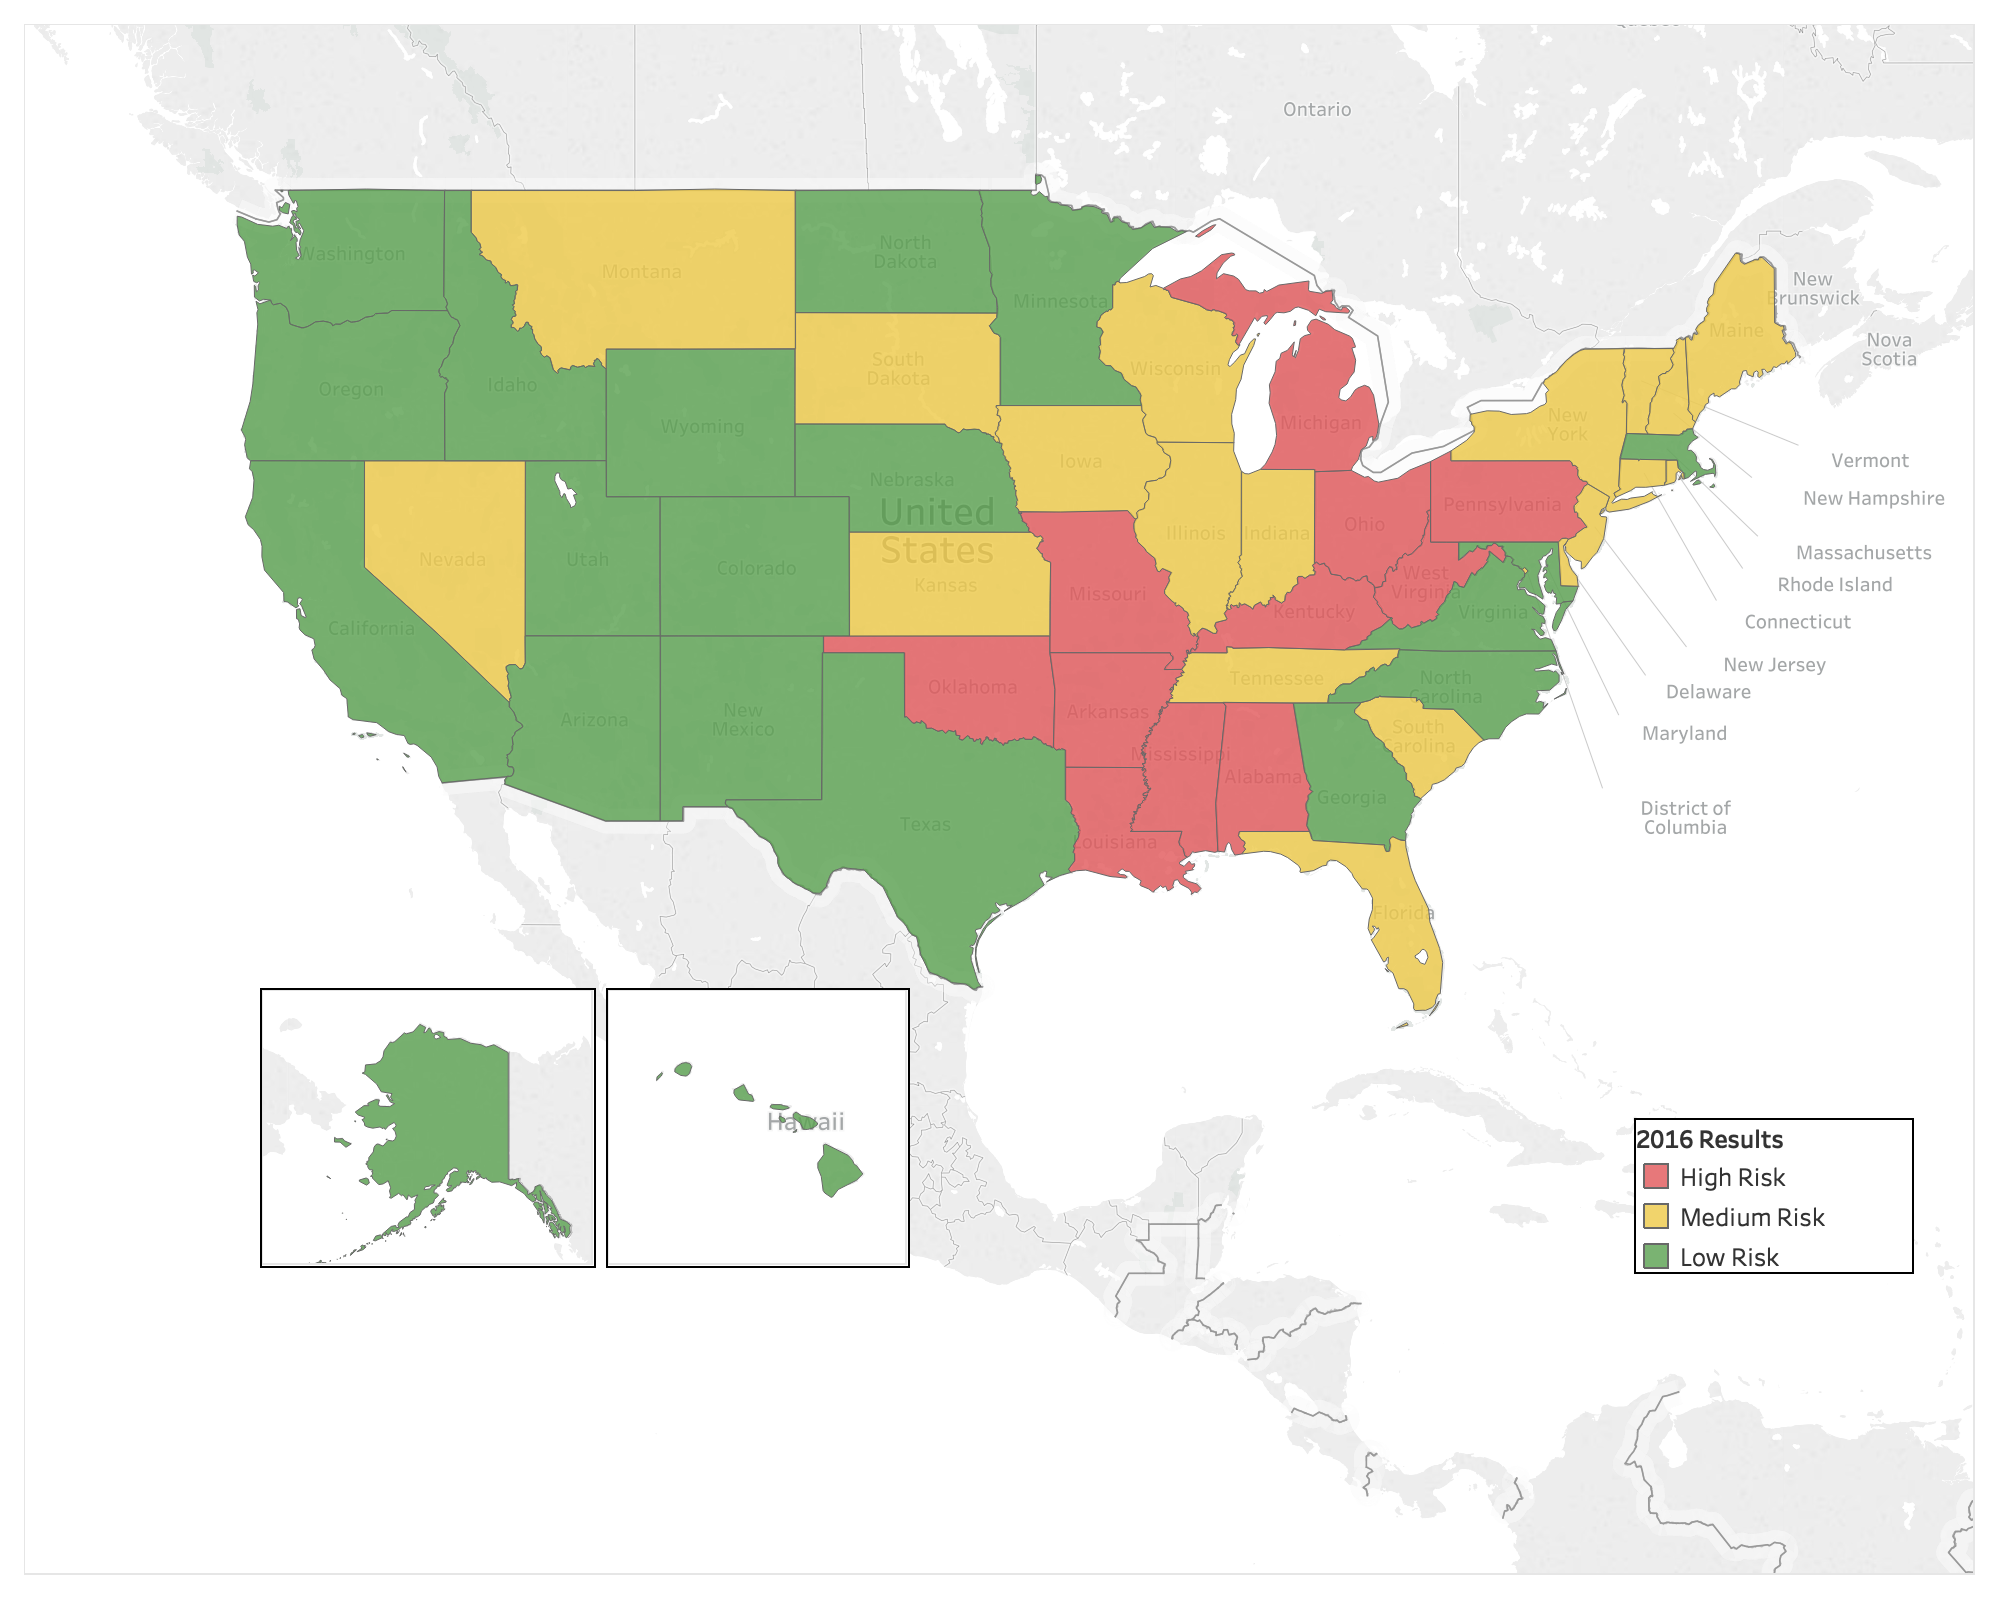 Ontario
Washington
Montana
North
Dakota
Minnesota
New
Brunswick
Nova
Scotia
Maine
Oregon
Idaho
South
Dakota
Wisconsin
Michigan
New
York
Wyoming
Iowa
Nebraska
United
States
Vermont
New Hampshire
Nevada
Utah
Colorado
Kansas
Illinois
Indiana
Ohio
Pennsylvania
Massachusetts
Rhode Island
Connecticut
California
Missouri
West
Virginia
Kentucky
Virginia
New Jersey
Delaware
Maryland
Arizona
New
Mexico
Oklahoma
Arkansas
Tennessee
North
Carolina
South
Carolina
Mississippi
Alabama
Georgia
Texas
Louisiana
District of
Columbia
Florida
Hawaii
2016 Results
High Risk
Medium Risk
Low Risk